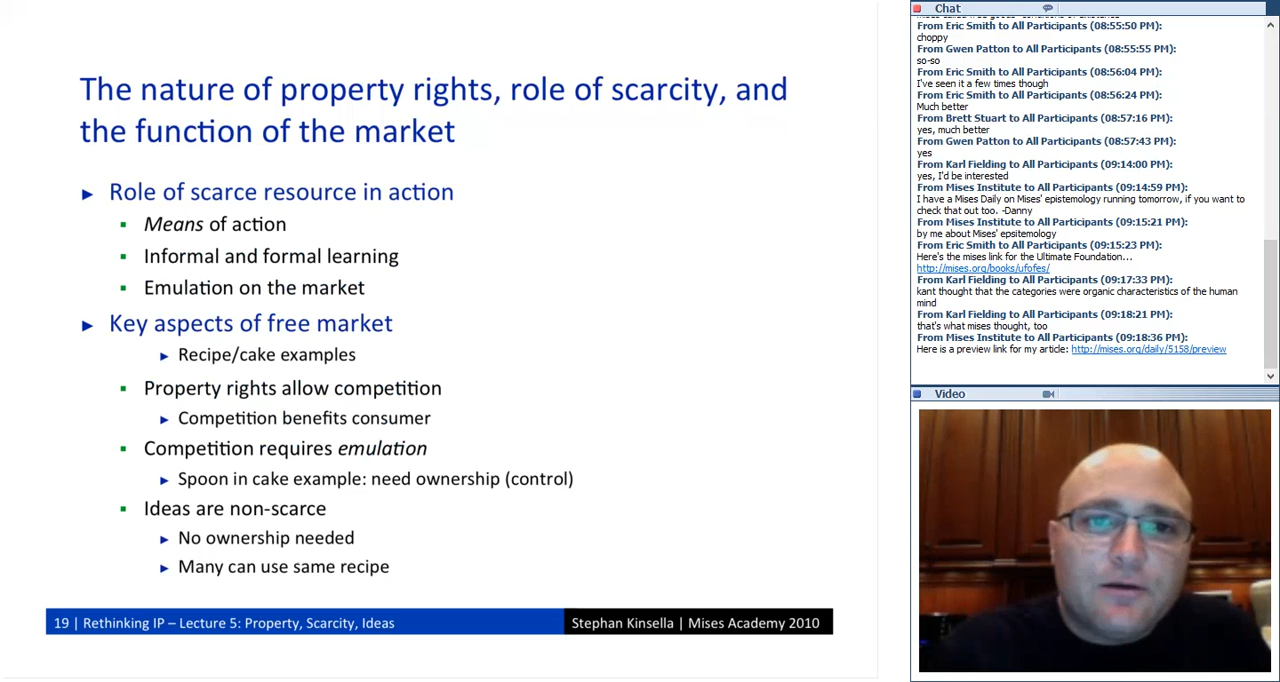 The nature of property rights, role of scarcity, and
the function of the market
Role of scarce resource in action
Means of action
Informal and formal learning
Emulation on the market
Key aspects of free market
Recipe/cake examples
Property rights allow competition
Competition benefits consumer
Competition requires emulation
Spoon in cake example: need ownership (control)
Ideas are non-scarce
No ownership needed
Many can use same recipe
19 | Rethinking IP – Lecture 5: Property, Scarcity, Ideas
Stephan Kinsella | Mises Academy 2010
Chat
From Eric Smith to All Participants (08:55:50 PM):
choppy
From Gwen Patton to All Participants (08:55:55 PM):
so-so
From Eric Smith to All Participants (08:56:04 PM):
I've seen it a few times though
From Eric Smith to All Participants (08:56:24 PM):
Much better
From Brett Stuart to All Participants (08:57:16 PM):
yes, much better
From Gwen Patton to All Participants (08:57:43 PM):
yes
From Karl Fielding to All Participants (09:14:00 PM):
yes, I'd be interested
From Mises Institute to All Participants (09:14:59 PM):
I have a Mises Daily on Mises' epistemology running tomorrow, if you want to
check that out too. -Danny
From Mises Institute to All Participants (09:15:21 PM):
by me about Mises' epsitemology
From Eric Smith to All Participants (09:15:23 PM):
Here's the mises link for the Ultimate Foundation...
http://mises.org/books/ufofes/
From Karl Fielding to All Participants (09:17:33 PM):
kant thought that the categories were organic characteristics of the human
mind
From Karl Fielding to All Participants (09:18:21 PM):
that's what mises thought, too
From Mises Institute to All Participants (09:18:36 PM):
Here is a preview link for my article: http://mises.org/daily/5158/preview
Video